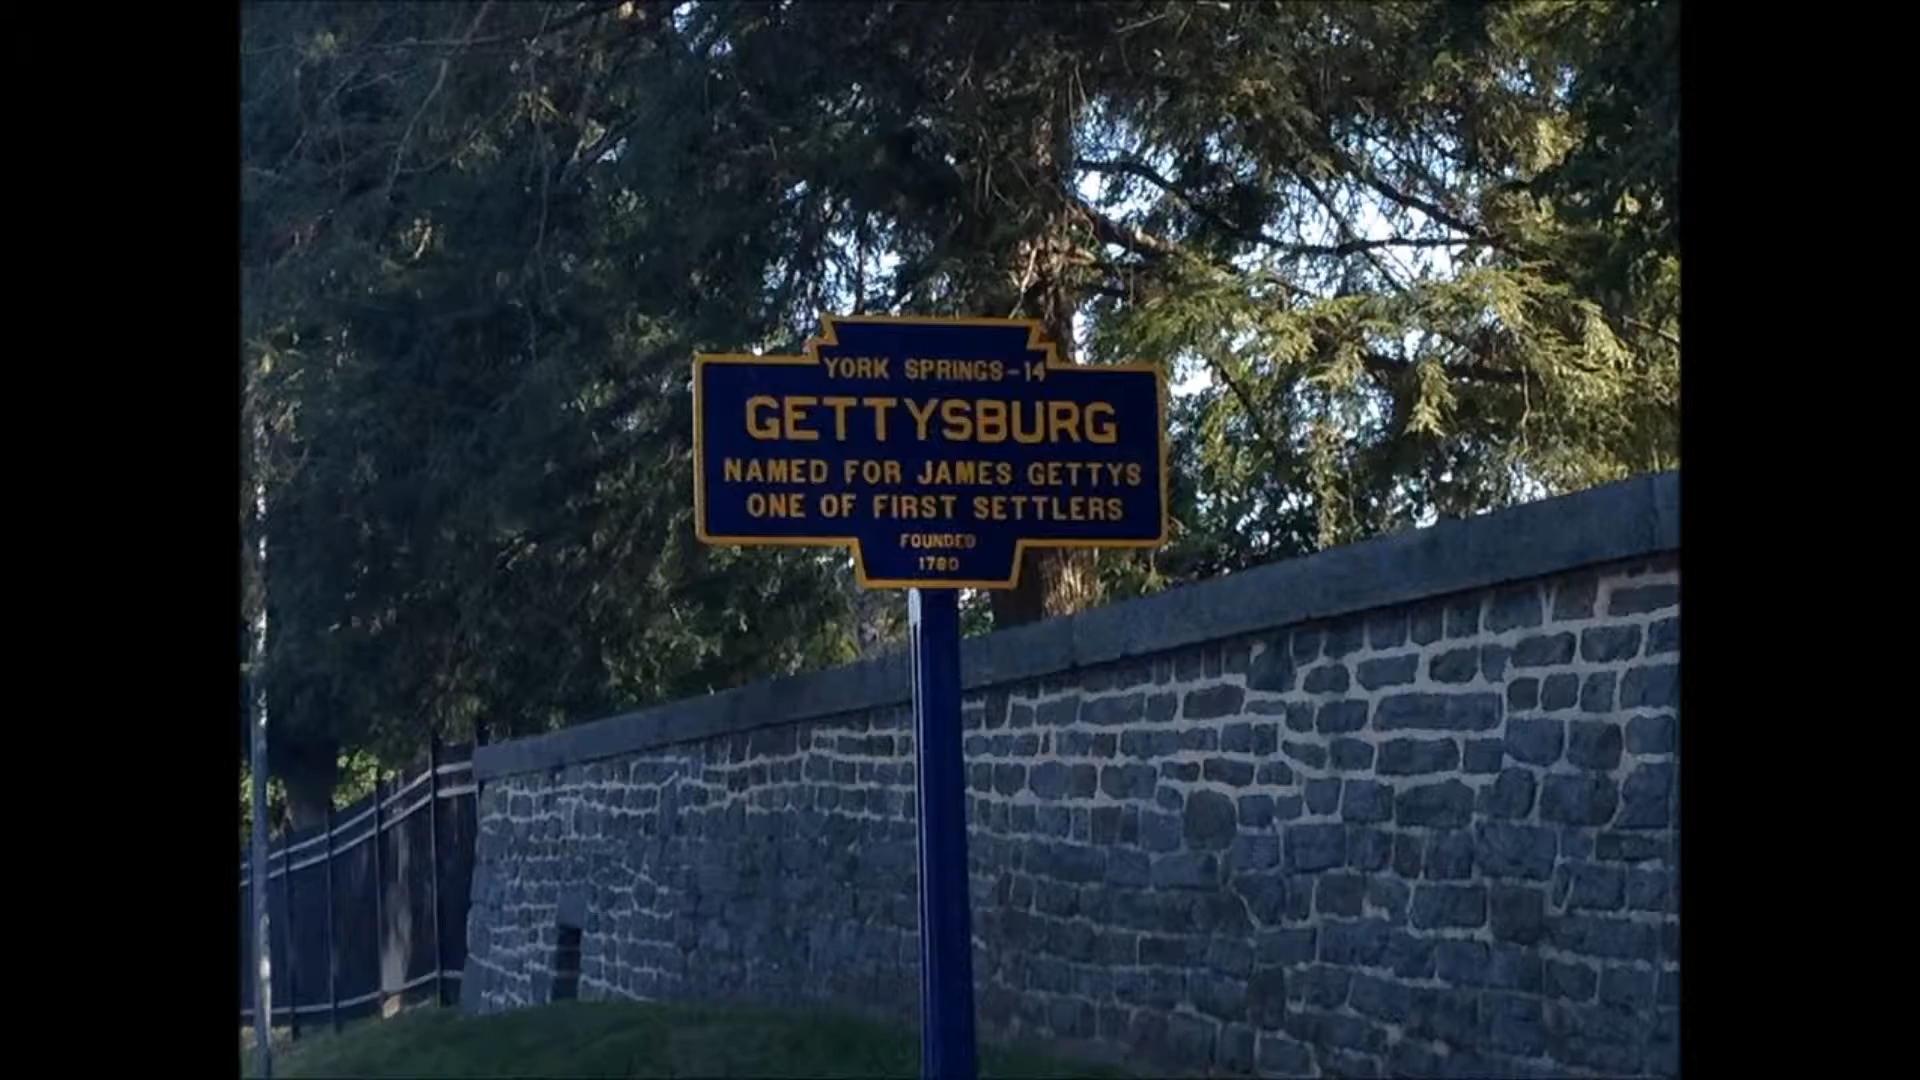 YORK SPRINGS-14
GETTYSBURG
NAMED FOR JAMES GETTYS
ONE OF FIRST SETTLERS
FOUNDED
1780